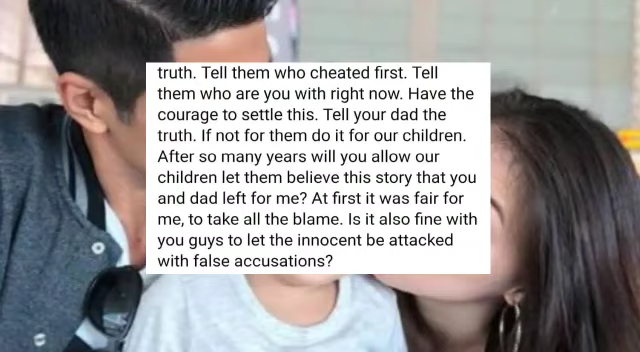 truth. Tell them who cheated first. Tell
them who are you with right now. Have the
courage to settle this. Tell your dad the
truth. If not for them do it for our children.
After so many years will you allow our
children let them believe this story that you
and dad left for me? At first it was fair for
me, to take all the blame. Is it also fine with
you guys to let the innocent be attacked
with false accusations?